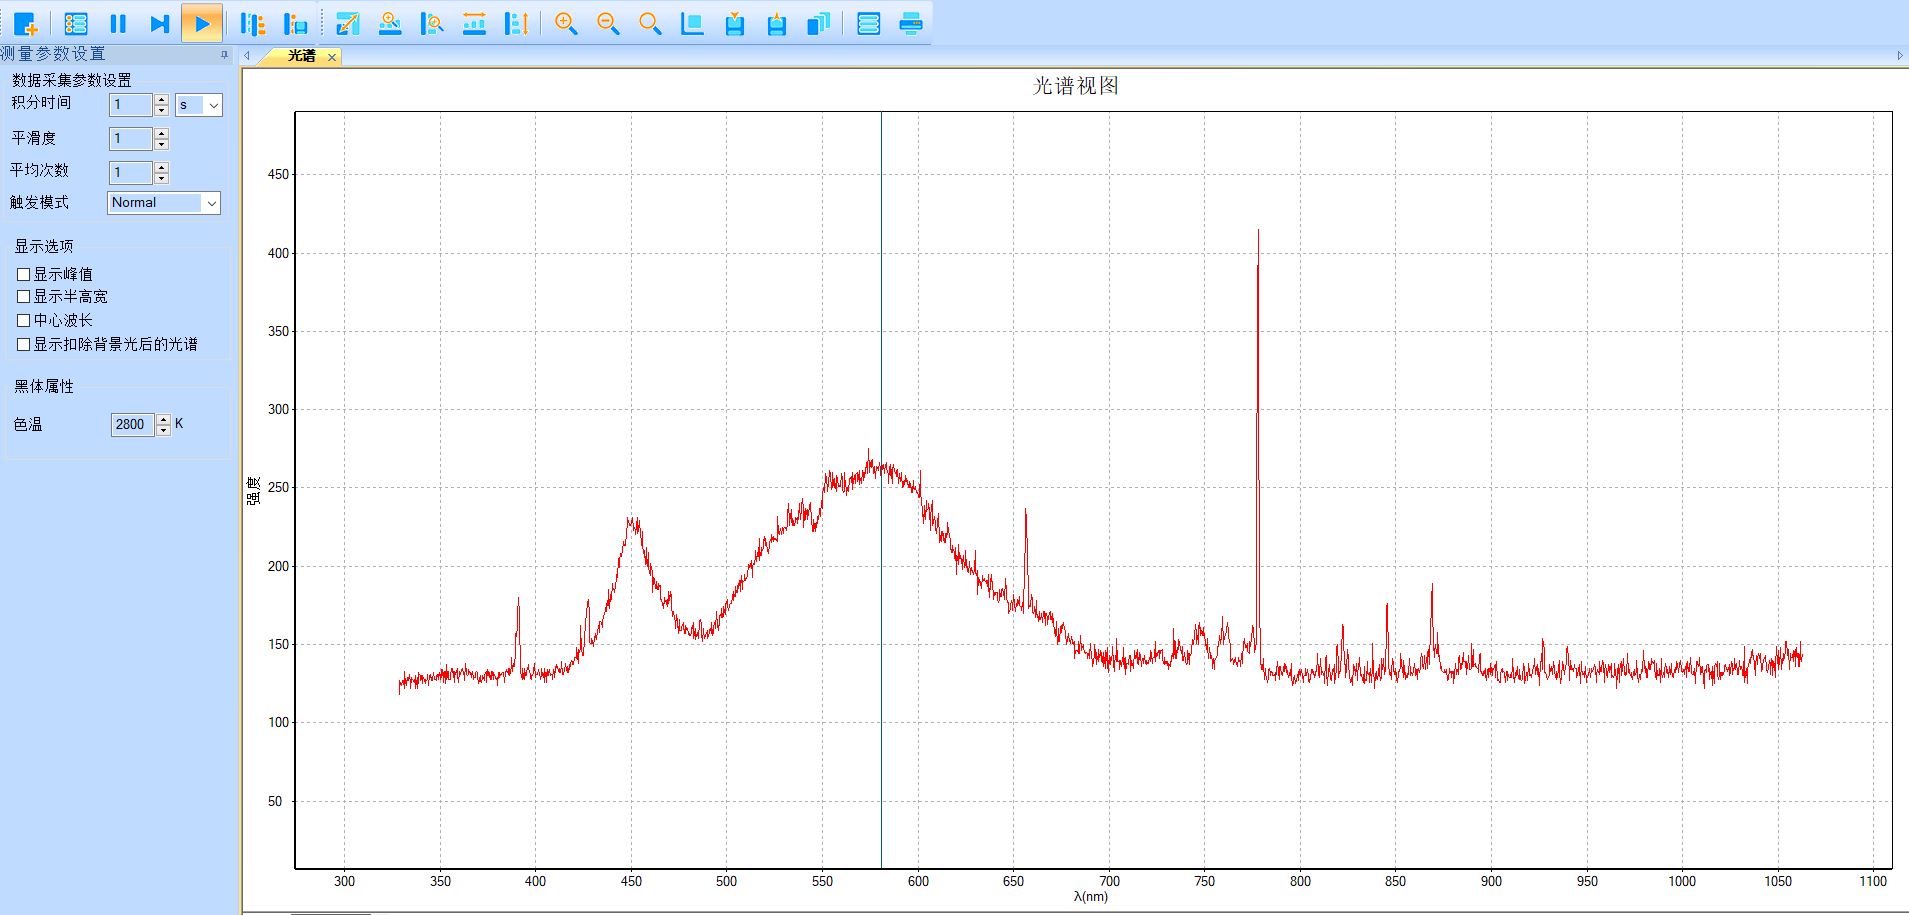 测量参数设置
数据采集参数设置
积分时间 1 s
平滑度 1
平均次数 1
触发模式 Normal
显示选项
显示峰值
显示半高宽
中心波长
显示扣除背景光后的光谱
黑体属性
色温 2800 K
光谱
光谱视图
450
400
350
300
250
200
150
100
50
强度
300 350 400 450 500 550 600 650 700 750 800 850 900 950 1000 1050 1100
λ(nm)